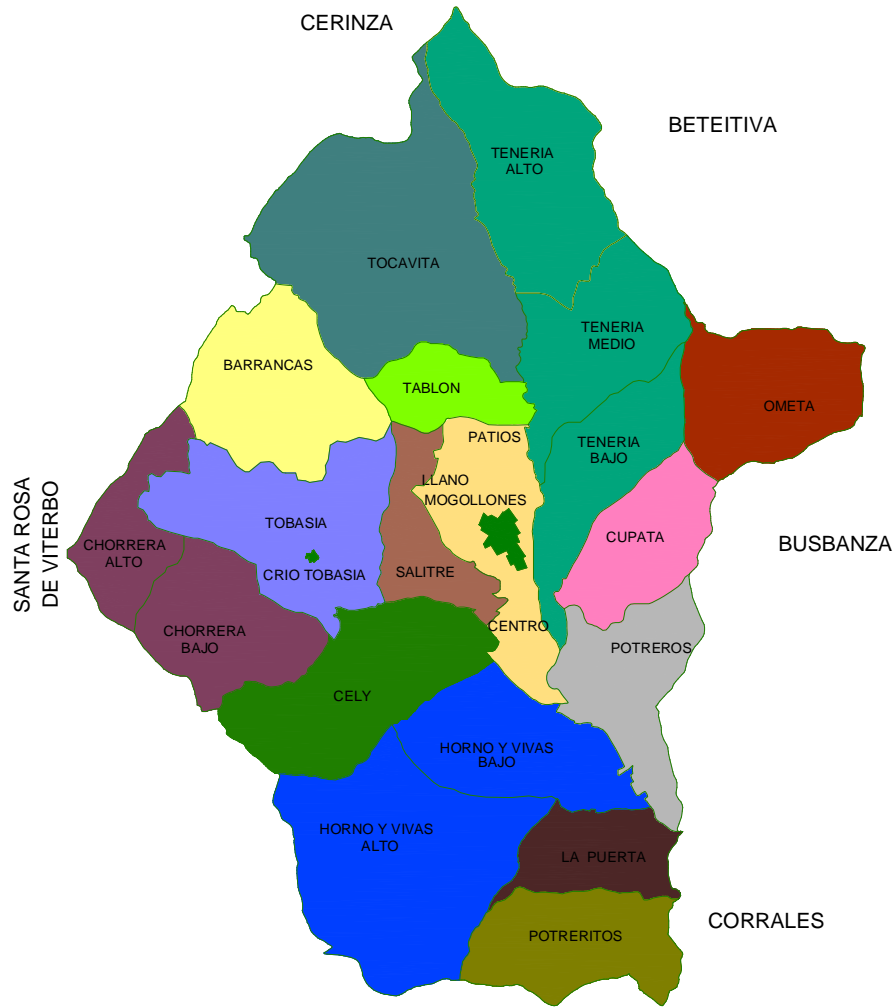 CERINZA
BETEITIVA
TENERIA
ALTO
TOCAVITA
TENERIA
MEDIO
BARRANCAS
TABLON
OMETA
PATIOS
TENERIA
BAJO
LLANO
MOGOLLONES
SANTA ROSA
DE VITERBO
TOBASIA
CUPATA
BUSBANZA
CHORRERA
ALTO
CRIO TOBASIA
SALITRE
CHORRERA
BAJO
CENTRO
POTREROS
CELY
HORNO Y VIVAS
BAJO
HORNO Y VIVAS
ALTO
LA PUERTA
CORRALES
POTRERITOS